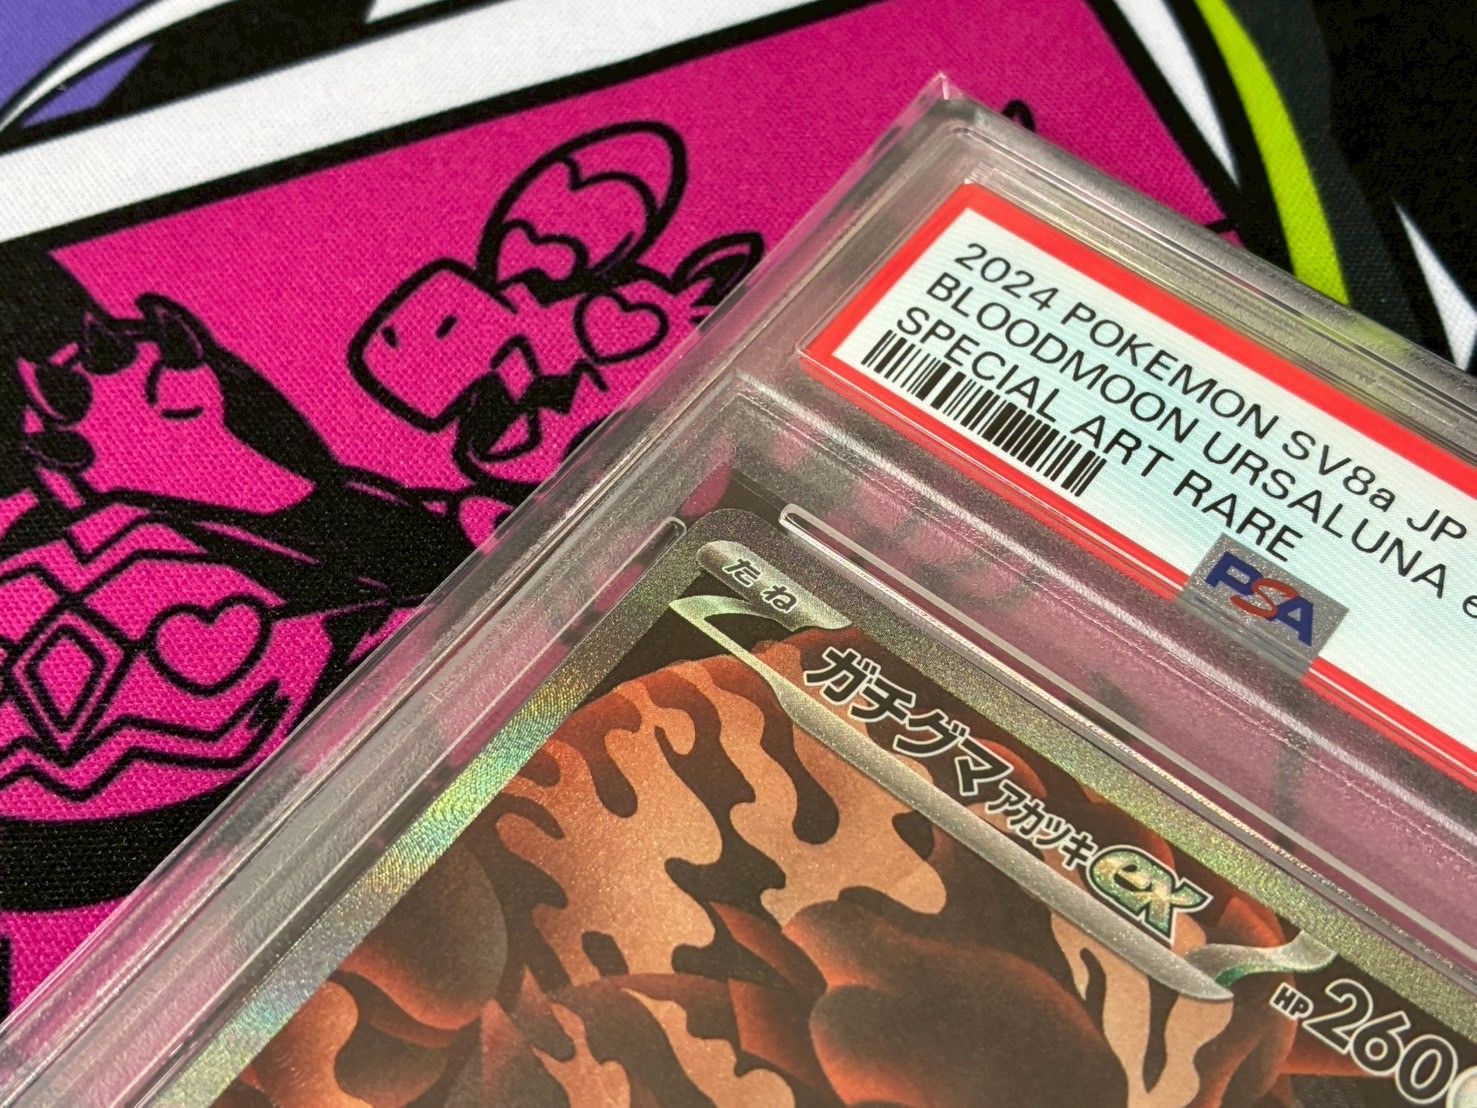 2024 POKEMON SV8a JP
BLOODMOON URSALUNA e
SPECIAL ART RARE
PSA
たね
ガチグマ アカツキ ex
HP 260